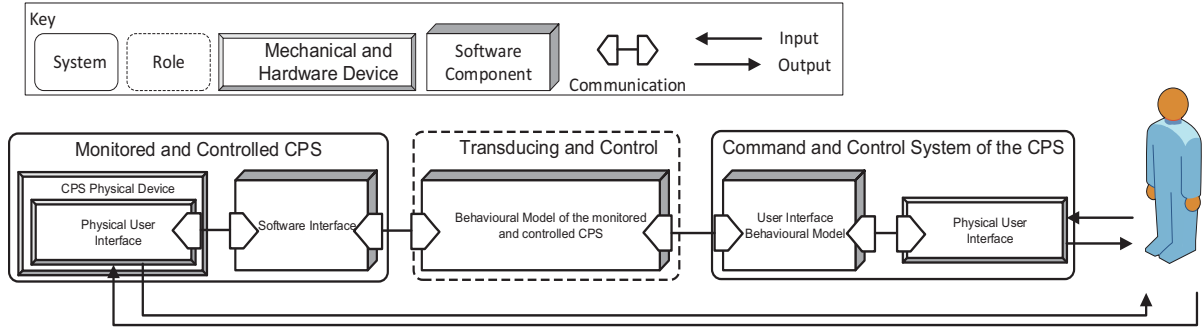 Key
System
Role
Mechanical and
Hardware Device
Software
Component
Communication
Input
Output
Monitored and Controlled CPS
CPS Physical Device
Physical User
Interface
Software Interface
Transducing and Control
Behavioural Model of the monitored
and controlled CPS
Command and Control System of the CPS
User Interface
Behavioural Model
Physical User
Interface